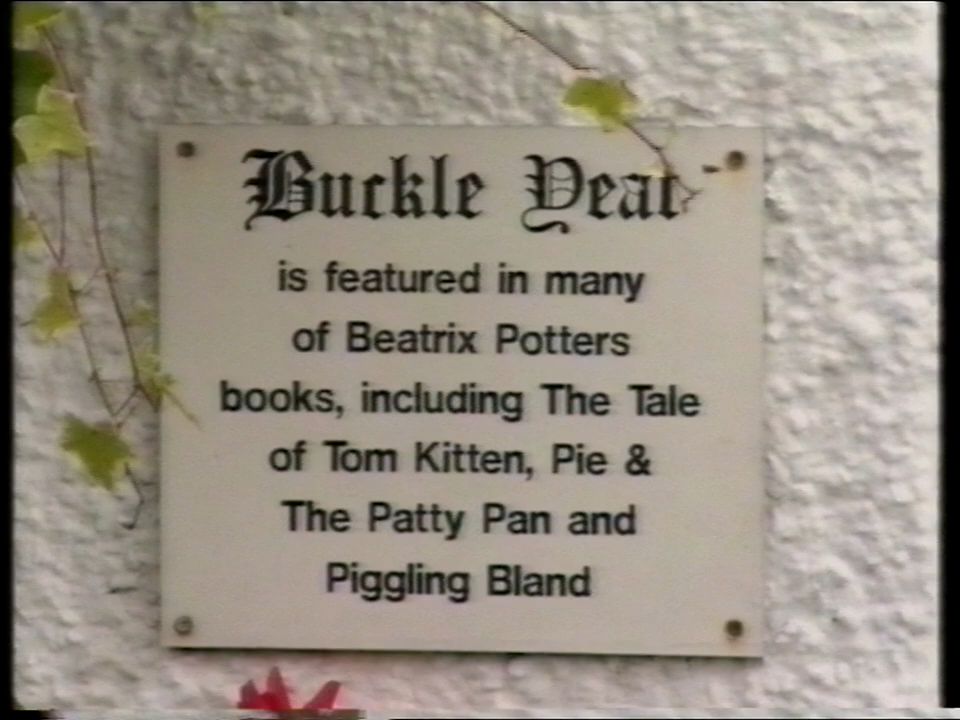 Buckle Yeat
is featured in many
of Beatrix Potters
books, including The Tale
of Tom Kitten, Pie &
The Patty Pan and
Piggling Bland